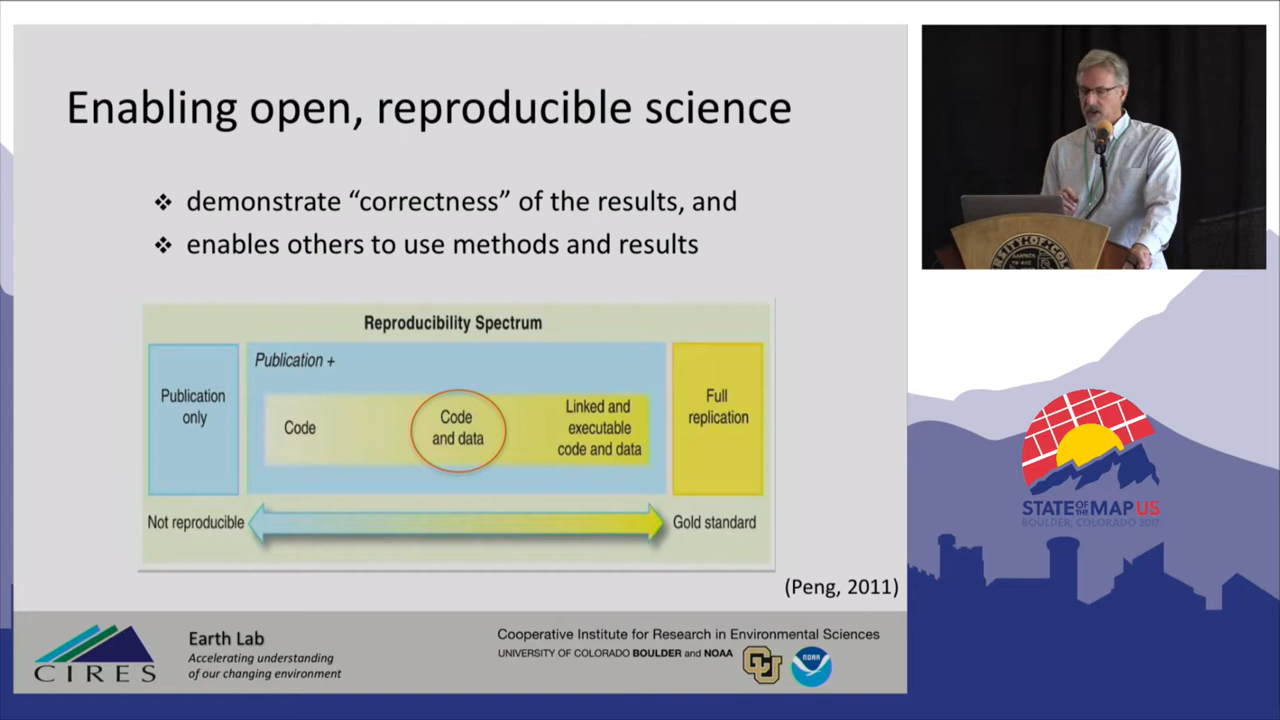 Enabling open, reproducible science
❖ demonstrate “correctness” of the results, and
❖ enables others to use methods and results
Reproducibility Spectrum
Publication +
Publication
only
Code
Code
and data
Linked and
executable
code and data
Full
replication
Not reproducible
Gold standard
(Peng, 2011)
CIRES
Earth Lab
Accelerating understanding
of our changing environment
Cooperative Institute for Research in Environmental Sciences
UNIVERSITY OF COLORADO BOULDER and NOAA
CU
NOAA
STATE OF THE MAP US
BOULDER, COLORADO 2017